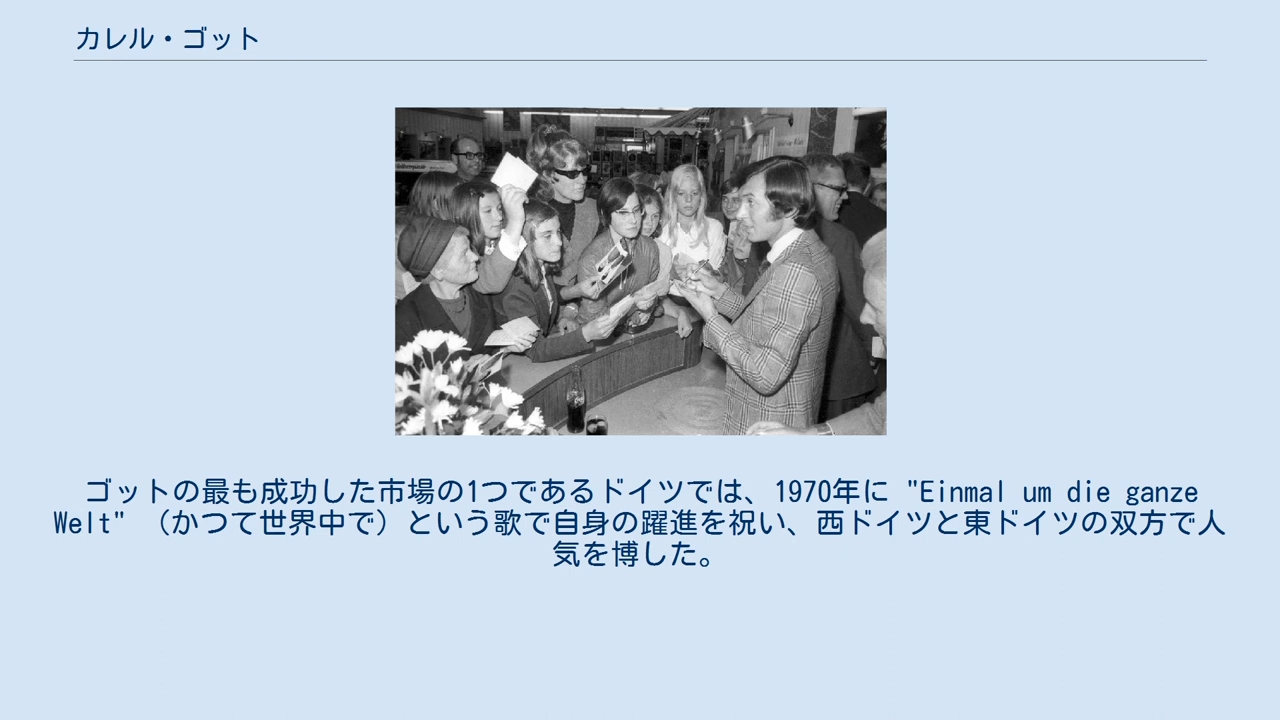 カレル・ゴット
ゴットの最も成功した市場の1つであるドイツでは、1970年に "Einmal um die ganze
Welt" （かつて世界中で）という歌で自身の躍進を祝い、西ドイツと東ドイツの双方で人
気を博した。